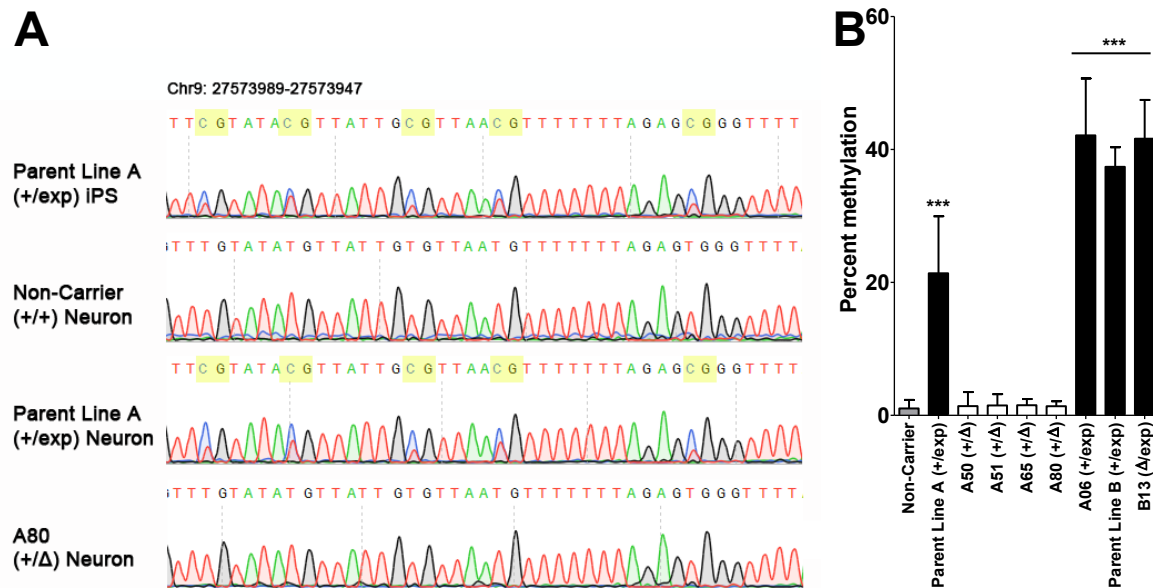 A
B
Chr9: 27573989-27573947
T T C G T A T A C G T T A T T G C G T T A A C G T T T T T T T A G A G C G G G T T T T
Parent Line A
(+/exp) iPS
G T T T G T A T A T G T T A T T G T G T T A A T G T T T T T T T A G A G T G G G T T T T
Non-Carrier
(+/+) Neuron
T T C G T A T A C G T T A T T G C G T T A A C G T T T T T T T A G A G C G G G T T T T
Parent Line A
(+/exp) Neuron
G T T T G T A T A T G T T A T T G T G T T A A T G T T T T T T T A G A G T G G G T T T T
A80
(+/Δ) Neuron
Percent methylation
60
40
20
0
***
***
Non-Carrier
Parent Line A (+/exp)
A50 (+/Δ)
A51 (+/Δ)
A65 (+/Δ)
A80 (+/Δ)
A06 (+/exp)
Parent Line B (+/exp)
B13 (Δ/exp)